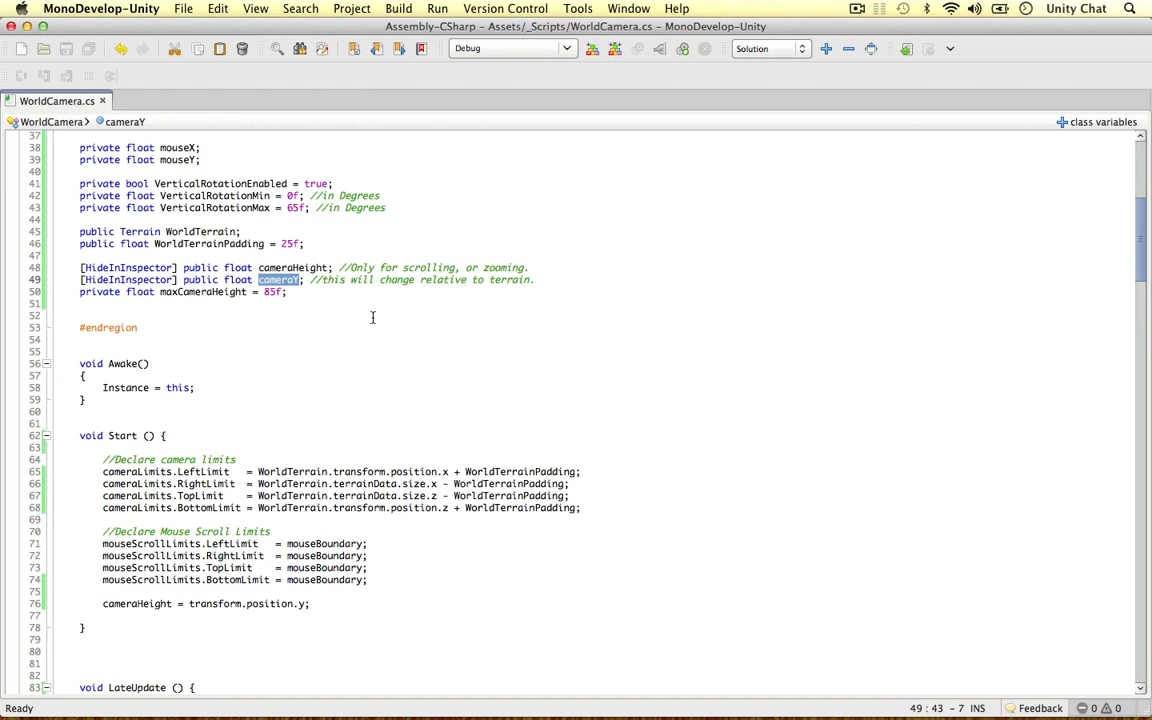 MonoDevelop-Unity File Edit View Search Project Build Run Version Control Tools Window Help Unity Chat
Assembly-CSharp – Assets/_Scripts/WorldCamera.cs – MonoDevelop-Unity
Debug Solution
WorldCamera.cs ×
WorldCamera cameraY class variables
37
38 private float mouseX;
39 private float mouseY;
40
41 private bool VerticalRotationEnabled = true;
42 private float VerticalRotationMin = 0f; //in Degrees
43 private float VerticalRotationMax = 65f; //in Degrees
44
45 public Terrain WorldTerrain;
46 public float WorldTerrainPadding = 25f;
47
48 [HideInInspector] public float cameraHeight; //Only for scrolling, or zooming.
49 [HideInInspector] public float cameraY; //this will change relative to terrain.
50 private float maxCameraHeight = 85f;
51
52
53 #endregion
54
55
56 void Awake()
57 {
58 Instance = this;
59 }
60
61
62 void Start () {
63
64 //Declare camera limits
65 cameraLimits.LeftLimit = WorldTerrain.transform.position.x + WorldTerrainPadding;
66 cameraLimits.RightLimit = WorldTerrain.terrainData.size.x - WorldTerrainPadding;
67 cameraLimits.TopLimit = WorldTerrain.terrainData.size.z - WorldTerrainPadding;
68 cameraLimits.BottomLimit = WorldTerrain.transform.position.z + WorldTerrainPadding;
69
70 //Declare Mouse Scroll Limits
71 mouseScrollLimits.LeftLimit = mouseBoundary;
72 mouseScrollLimits.RightLimit = mouseBoundary;
73 mouseScrollLimits.TopLimit = mouseBoundary;
74 mouseScrollLimits.BottomLimit = mouseBoundary;
75
76 cameraHeight = transform.position.y;
77
78 }
79
80
81
82
83 void LateUpdate () {
Ready 49 : 43 - 7 INS Feedback 0 0